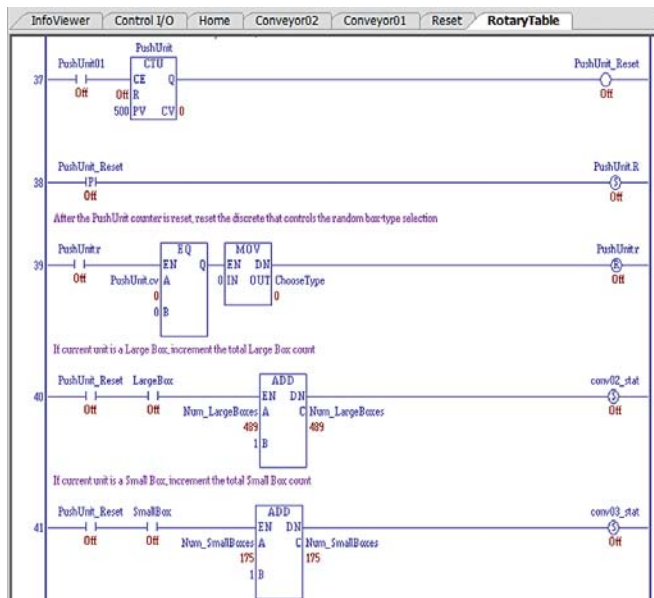 InfoViewer Control I/O Home Conveyor02 Conveyor01 Reset RotaryTable
PushUnit
PushUnit01 CTU PushUnit_Reset
37 CE Q
Off Off R Off
500 PV CV 0
PushUnit_Reset PushUnit.R
38 P S
Off Off
After the PushUnit counter is reset, reset the discrete that controls the random box-type selection
PushUnit.r EQ MOV PushUnit.r
39 EN Q EN DN R
Off PushUnit.cv A 0 IN OUT ChooseType Off
0 0
0 B
If current unit is a Large Box, increment the total Large Box count
PushUnit_Reset LargeBox ADD conv02_stat
40 EN DN S
Off Off Num_LargeBoxes A C Num_LargeBoxes Off
489 489
1 B
If current unit is a Small Box, increment the total Small Box count
PushUnit_Reset SmallBox ADD conv03_stat
41 EN DN S
Off Off Num_SmallBoxes A C Num_SmallBoxes Off
175 175
1 B